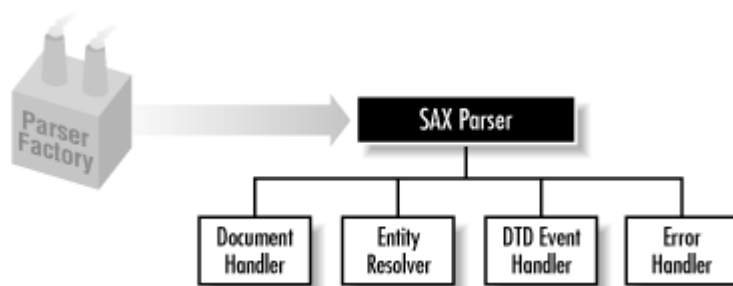 Parser
Factory
SAX Parser
Document
Handler
Entity
Resolver
DTD Event
Handler
Error
Handler